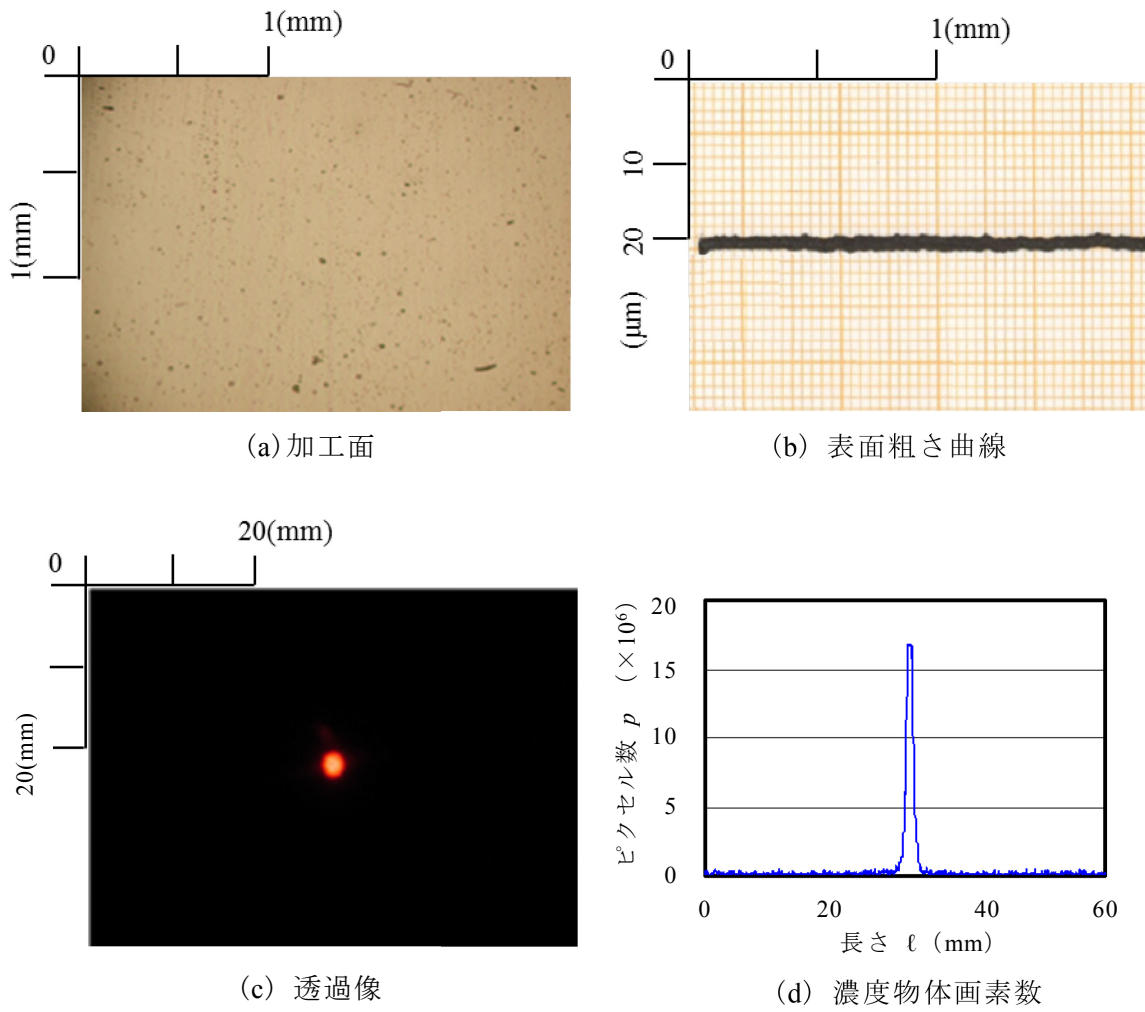 1(mm)
0
1(mm)
(a)加工面
1(mm)
0
10
20
(μm)
(b) 表面粗さ曲線
20(mm)
0
20(mm)
(c) 透過像
ピクセル数 p (×10⁶)
20
15
10
5
0
0 20 40 60
長さ ℓ (mm)
(d) 濃度物体画素数